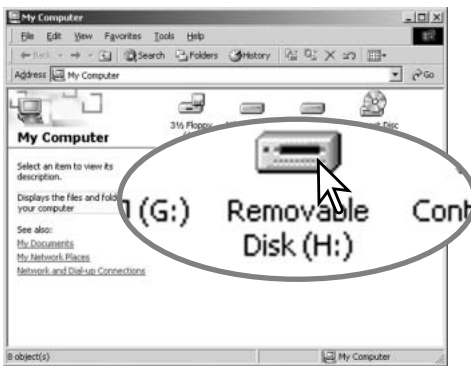 My Computer
File Edit View Favorites Tools Help
Back Search Folders History
Address My Computer Go
3½ Floppy
Disc
My Computer
Select an item to view its
description.
Displays the files and fold
your computer
See also:
My Documents
My Network Places
Network and Dial-up Connections
(G:) Removable Cont
Disk (H:)
8 object(s) My Computer